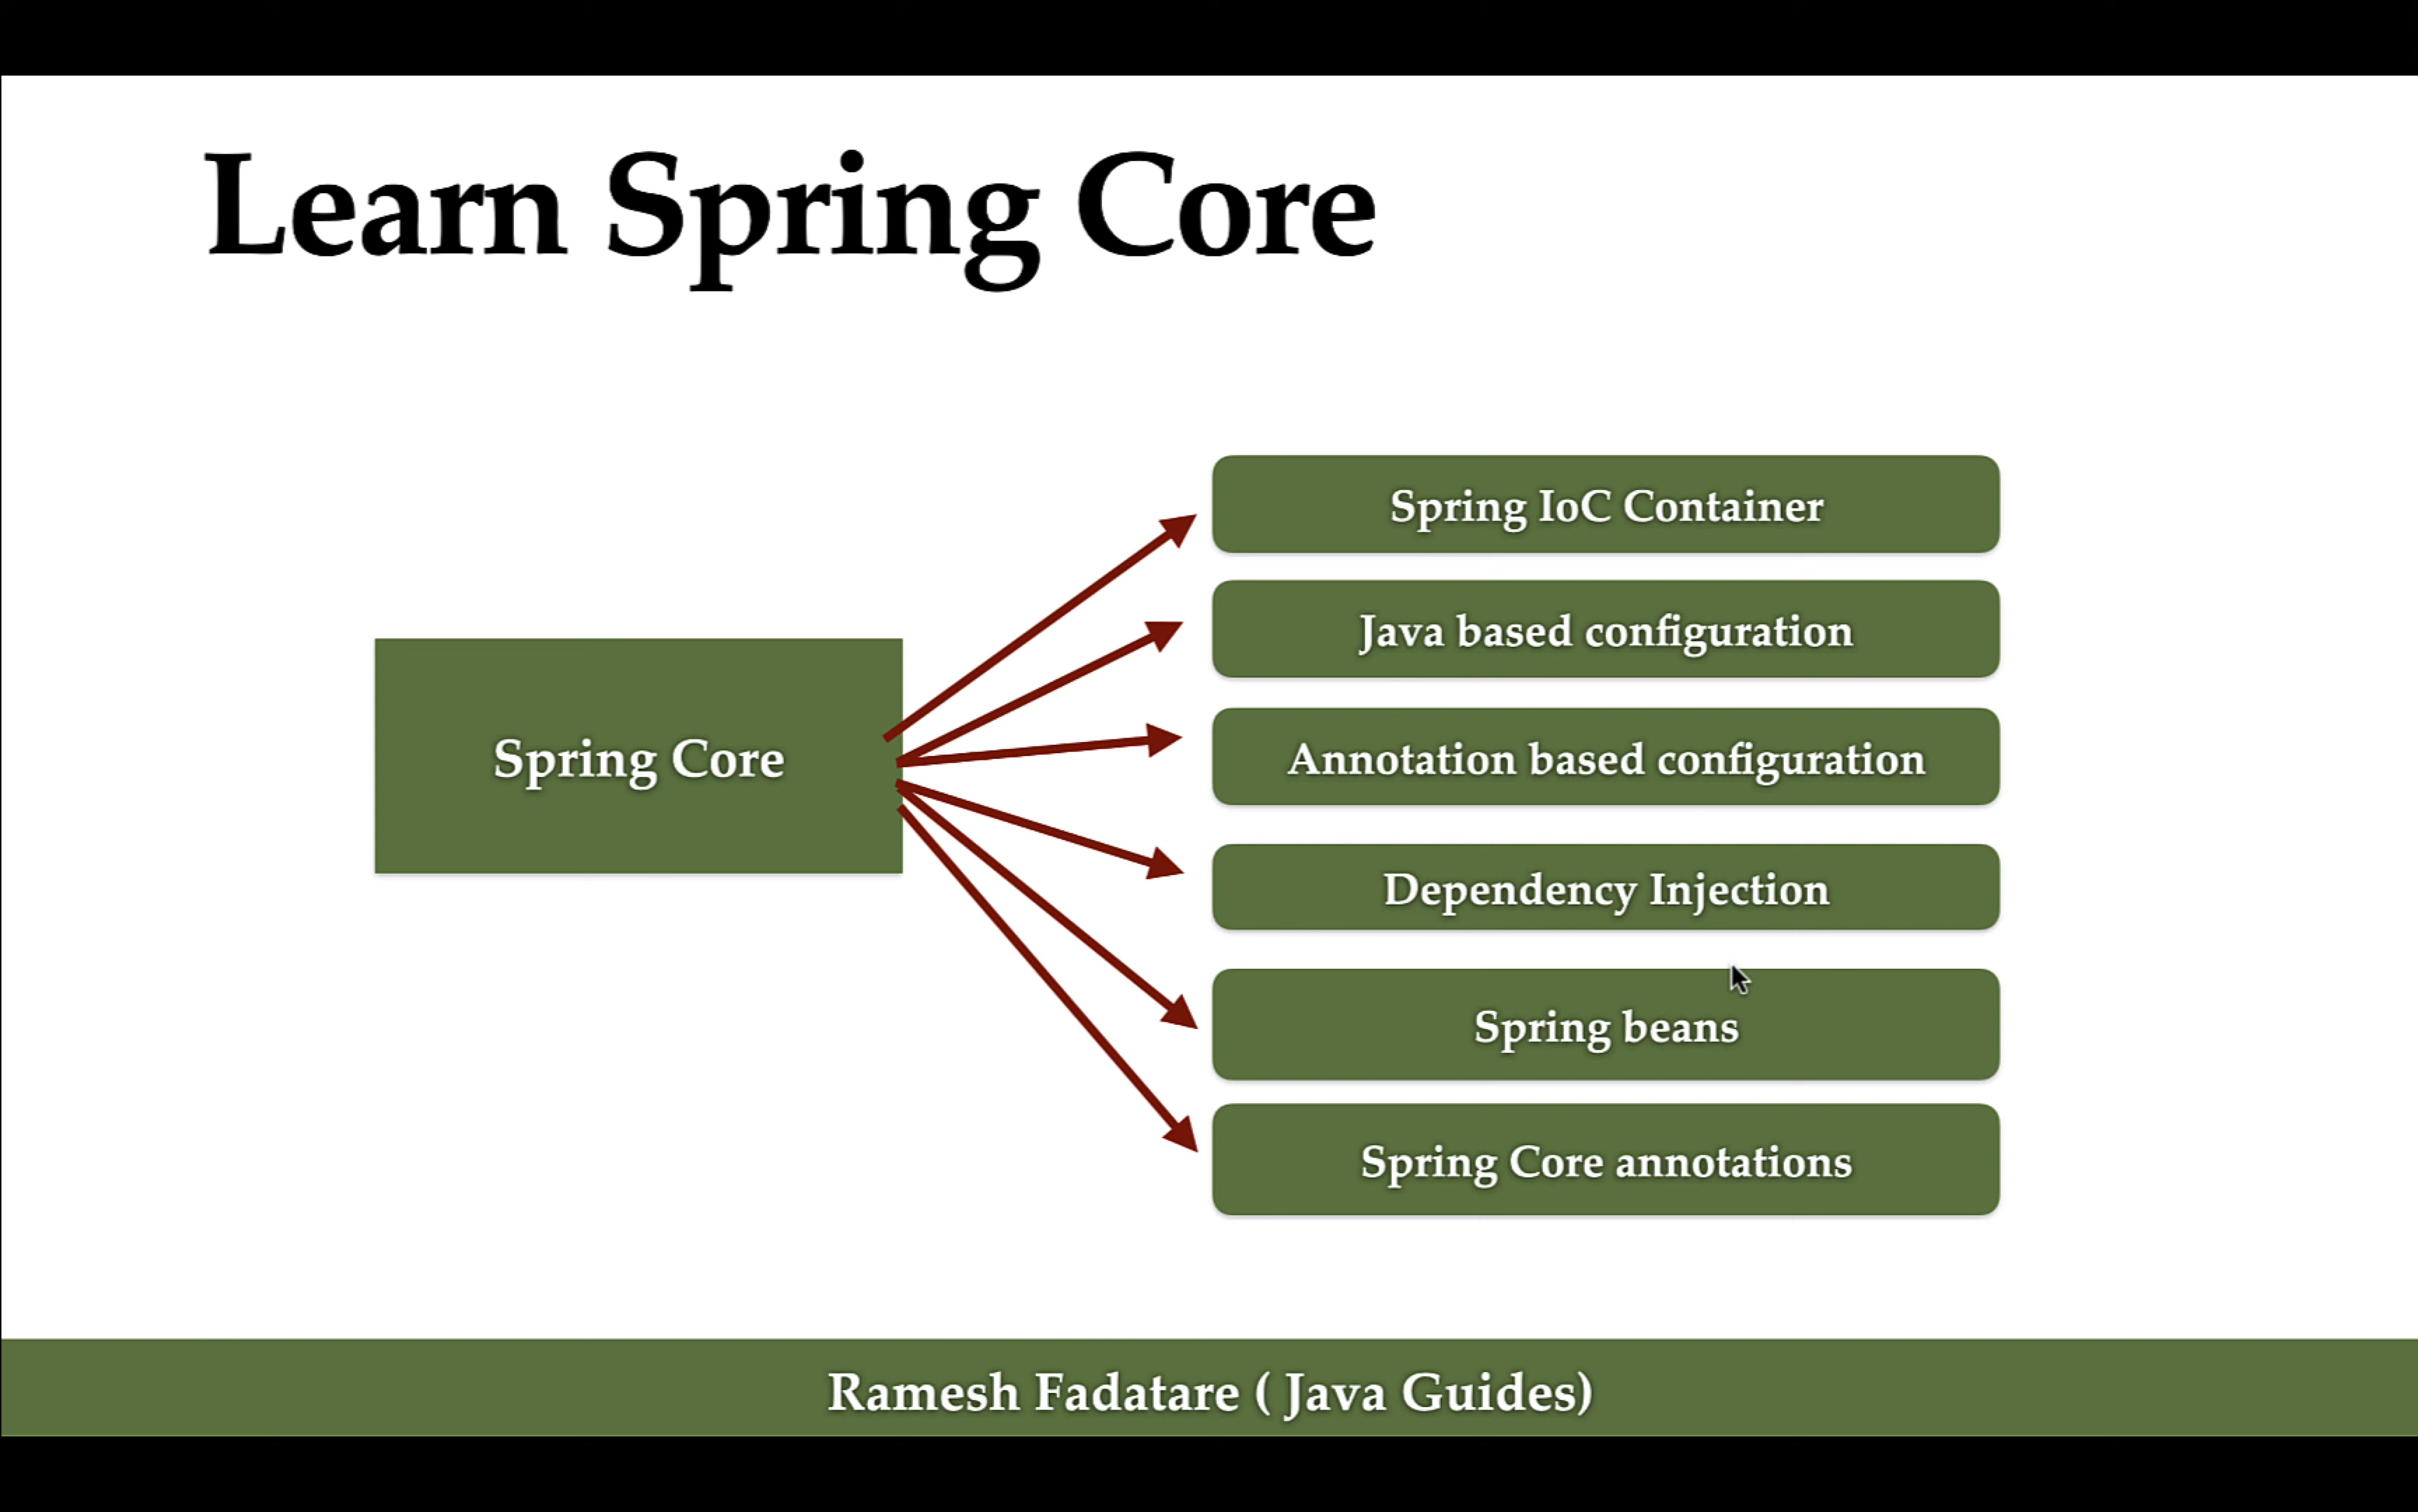 Learn Spring Core
Spring Core
Spring IoC Container
Java based configuration
Annotation based configuration
Dependency Injection
Spring beans
Spring Core annotations
Ramesh Fadatare ( Java Guides)